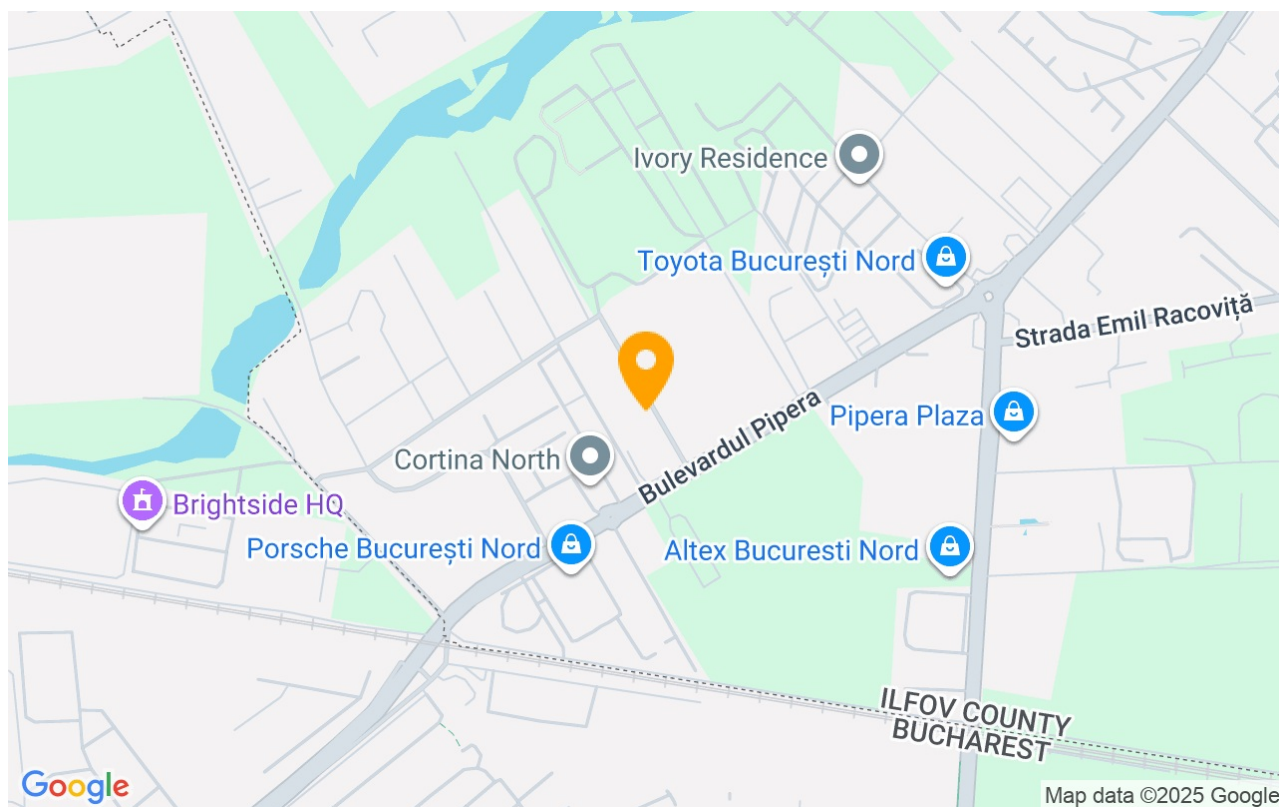 Ivory Residence
Toyota București Nord
Strada Emil Racoviță
Bulevardul Pipera
Pipera Plaza
Cortina North
Brightside HQ
Porsche București Nord
Altex Bucuresti Nord
ILFOV COUNTY
BUCHAREST
Google
Map data ©2025 Google